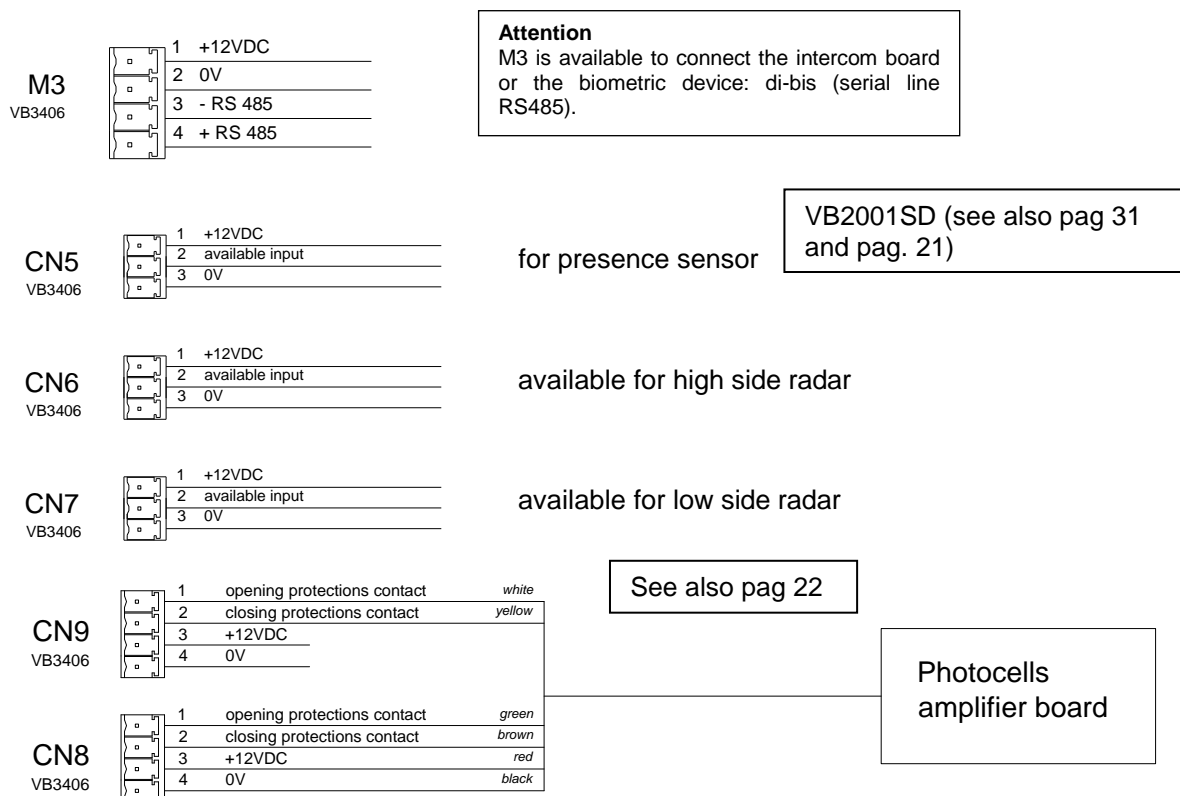 1 +12VDC
2 0V
3 - RS 485
4 + RS 485
M3
VB3406
Attention
M3 is available to connect the intercom board
or the biometric device: di-bis (serial line
RS485).
VB2001SD (see also pag 31
and pag. 21)
1 +12VDC
2 available input
3 0V
CN5
VB3406
for presence sensor
1 +12VDC
2 available input
3 0V
CN6
VB3406
available for high side radar
1 +12VDC
2 available input
3 0V
CN7
VB3406
available for low side radar
See also pag 22
1 opening protections contact white
2 closing protections contact yellow
3 +12VDC
4 0V
CN9
VB3406
Photocells
amplifier board
1 opening protections contact green
2 closing protections contact brown
3 +12VDC red
4 0V black
CN8
VB3406